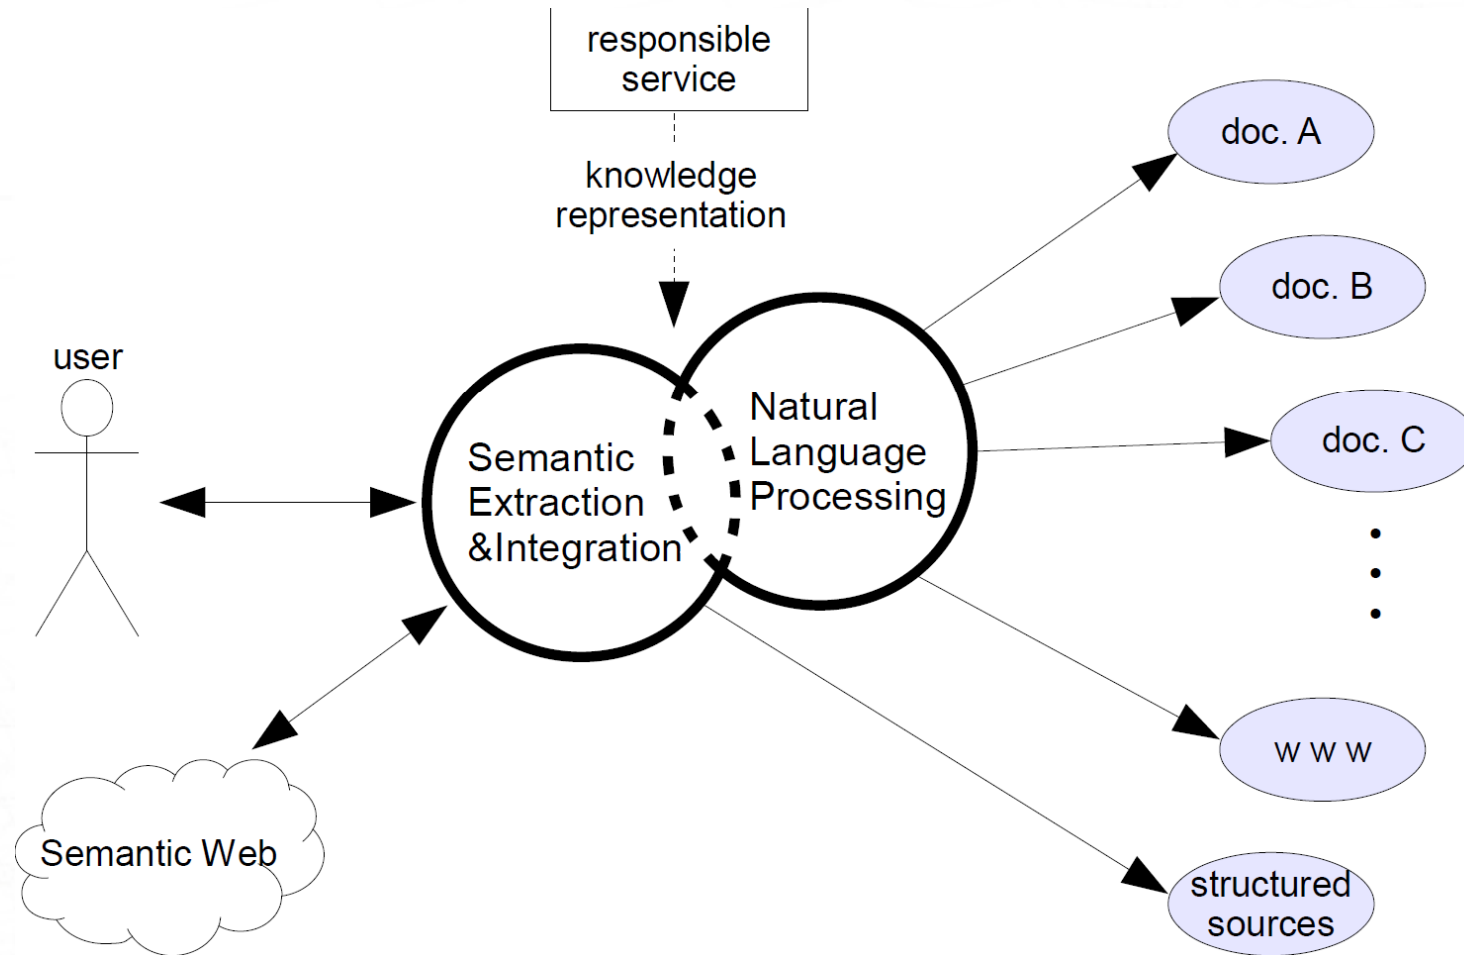 responsible
service
knowledge
representation
user
Semantic
Extraction
&Integration
Natural
Language
Processing
doc. A
doc. B
doc. C
w w w
structured
sources
Semantic Web